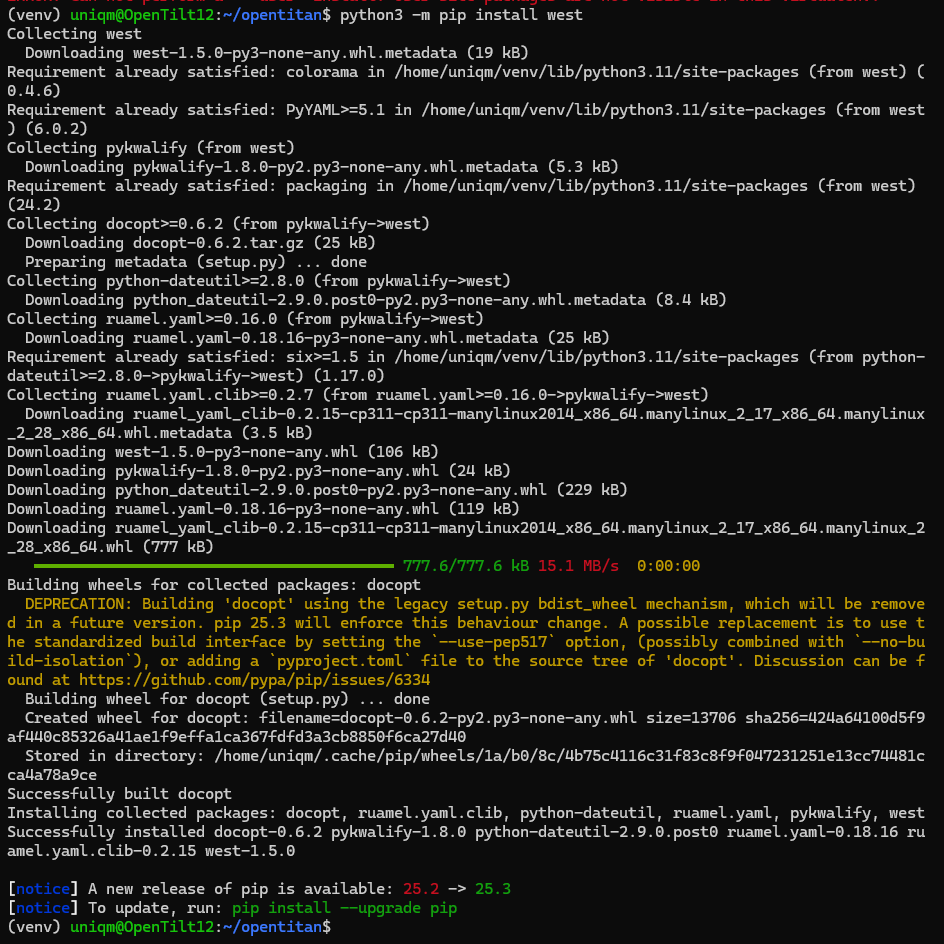 (venv) uniqm@OpenTilt12:~/opentitan$ python3 -m pip install west
Collecting west
  Downloading west-1.5.0-py3-none-any.whl.metadata (19 kB)
Requirement already satisfied: colorama in /home/uniqm/venv/lib/python3.11/site-packages (from west) (
0.4.6)
Requirement already satisfied: PyYAML>=5.1 in /home/uniqm/venv/lib/python3.11/site-packages (from west
) (6.0.2)
Collecting pykwalify (from west)
  Downloading pykwalify-1.8.0-py2.py3-none-any.whl.metadata (5.3 kB)
Requirement already satisfied: packaging in /home/uniqm/venv/lib/python3.11/site-packages (from west)
(24.2)
Collecting docopt>=0.6.2 (from pykwalify->west)
  Downloading docopt-0.6.2.tar.gz (25 kB)
  Preparing metadata (setup.py) ... done
Collecting python-dateutil>=2.8.0 (from pykwalify->west)
  Downloading python_dateutil-2.9.0.post0-py2.py3-none-any.whl.metadata (8.4 kB)
Collecting ruamel.yaml>=0.16.0 (from pykwalify->west)
  Downloading ruamel.yaml-0.18.16-py3-none-any.whl.metadata (25 kB)
Requirement already satisfied: six>=1.5 in /home/uniqm/venv/lib/python3.11/site-packages (from python-
dateutil>=2.8.0->pykwalify->west) (1.17.0)
Collecting ruamel.yaml.clib>=0.2.7 (from ruamel.yaml>=0.16.0->pykwalify->west)
  Downloading ruamel_yaml_clib-0.2.15-cp311-cp311-manylinux2014_x86_64.manylinux_2_17_x86_64.manylinux
_2_28_x86_64.whl.metadata (3.5 kB)
Downloading west-1.5.0-py3-none-any.whl (106 kB)
Downloading pykwalify-1.8.0-py2.py3-none-any.whl (24 kB)
Downloading python_dateutil-2.9.0.post0-py2.py3-none-any.whl (229 kB)
Downloading ruamel.yaml-0.18.16-py3-none-any.whl (119 kB)
Downloading ruamel_yaml_clib-0.2.15-cp311-cp311-manylinux2014_x86_64.manylinux_2_17_x86_64.manylinux_2
_28_x86_64.whl (777 kB)
777.6/777.6 kB 15.1 MB/s  0:00:00
Building wheels for collected packages: docopt
  DEPRECATION: Building 'docopt' using the legacy setup.py bdist_wheel mechanism, which will be remove
d in a future version. pip 25.3 will enforce this behaviour change. A possible replacement is to use t
he standardized build interface by setting the `--use-pep517` option, (possibly combined with `--no-bu
ild-isolation`), or adding a `pyproject.toml` file to the source tree of 'docopt'. Discussion can be f
ound at https://github.com/pypa/pip/issues/6334
  Building wheel for docopt (setup.py) ... done
  Created wheel for docopt: filename=docopt-0.6.2-py2.py3-none-any.whl size=13706 sha256=424a64100d5f9
af440c85326a41ae1f9effa1ca367fdfd3a3cb8850f6ca27d40
  Stored in directory: /home/uniqm/.cache/pip/wheels/1a/b0/8c/4b75c4116c31f83c8f9f047231251e13cc74481c
ca4a78a9ce
Successfully built docopt
Installing collected packages: docopt, ruamel.yaml.clib, python-dateutil, ruamel.yaml, pykwalify, west
Successfully installed docopt-0.6.2 pykwalify-1.8.0 python-dateutil-2.9.0.post0 ruamel.yaml-0.18.16 ru
amel.yaml.clib-0.2.15 west-1.5.0

[notice] A new release of pip is available: 25.2 -> 25.3
[notice] To update, run: pip install --upgrade pip
(venv) uniqm@OpenTilt12:~/opentitan$